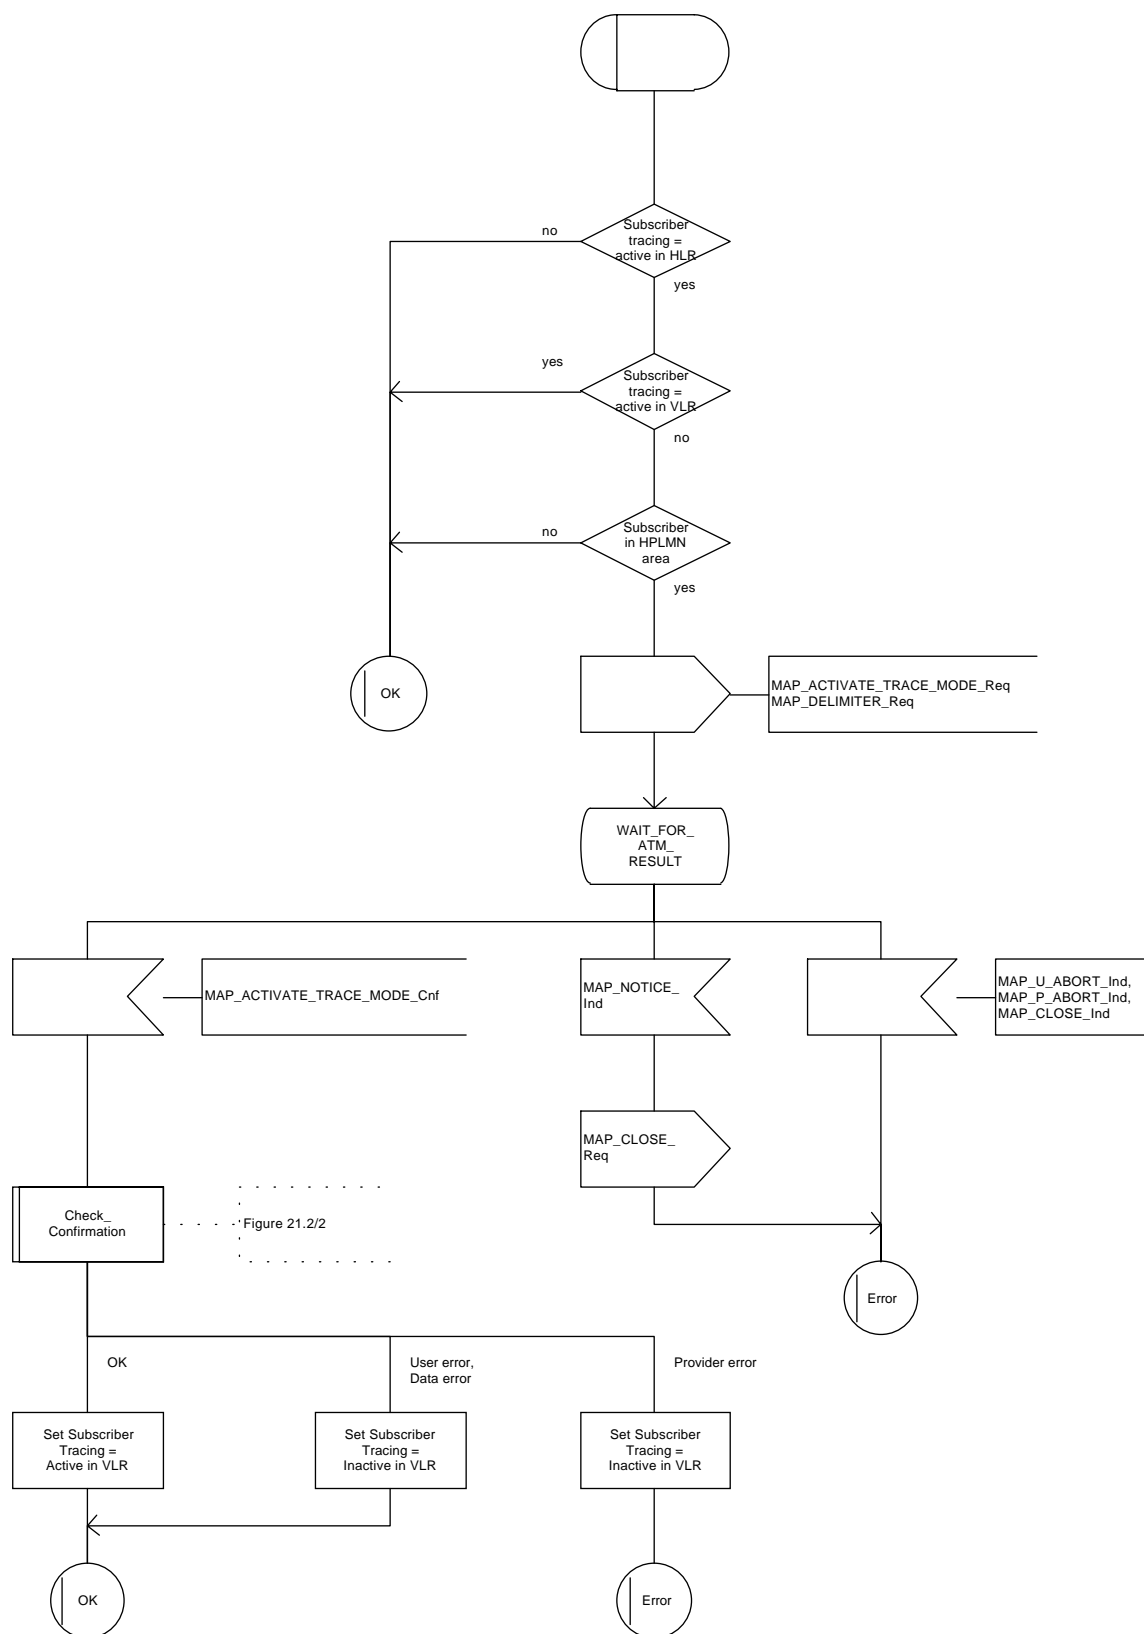 Subscriber
tracing =
active in HLR
no
yes
yes
Subscriber
tracing =
active in VLR
no
no
Subscriber
in HPLMN
area
yes
OK
MAP_ACTIVATE_TRACE_MODE_Req
MAP_DELIMITER_Req
WAIT_FOR_
ATM_
RESULT
MAP_ACTIVATE_TRACE_MODE_Cnf
MAP_NOTICE_
Ind
MAP_U_ABORT_Ind,
MAP_P_ABORT_Ind,
MAP_CLOSE_Ind
MAP_CLOSE_
Req
Check_
Confirmation
Figure 21.2/2
Error
OK
User error,
Data error
Provider error
Set Subscriber
Tracing =
Active in VLR
Set Subscriber
Tracing =
Inactive in VLR
Set Subscriber
Tracing =
Inactive in VLR
OK
Error